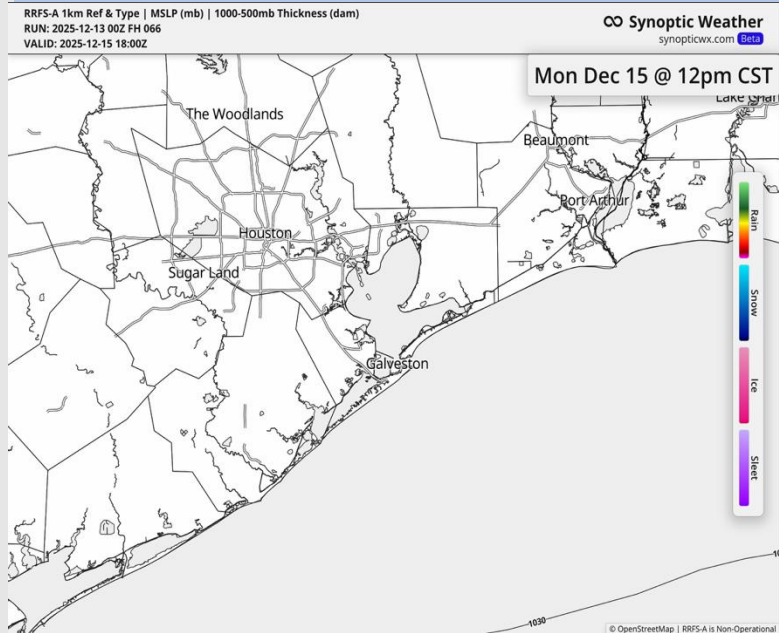 RRFS-A 1km Ref & Type | MSLP (mb) | 1000-500mb Thickness (dam)
RUN: 2025-12-13 00Z FH 066
VALID: 2025-12-15 18:00Z
Synoptic Weather
synopticwx.com Beta
Mon Dec 15 @ 12pm CST
The Woodlands
Beaumont
Port Arthur
Houston
Sugar Land
Galveston
Rain
Snow
Ice
Sleet
1030
© OpenStreetMap | RRFS-A is Non-Operational